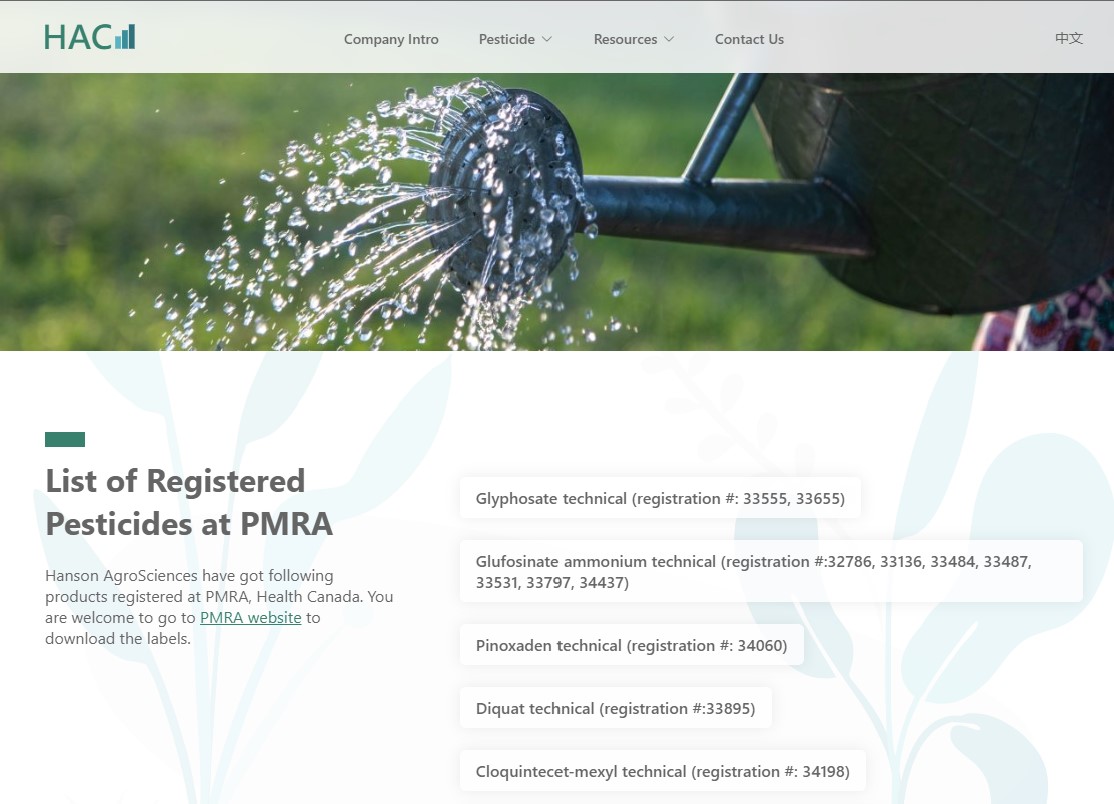 HAC
Company Intro
Pesticide
Resources
Contact Us
中文
List of Registered
Pesticides at PMRA
Hanson AgroSciences have got following
products registered at PMRA, Health Canada. You
are welcome to go to PMRA website to
download the labels.
Glyphosate technical (registration #: 33555, 33655)
Glufosinate ammonium technical (registration #:32786, 33136, 33484, 33487,
33531, 33797, 34437)
Pinoxaden technical (registration #: 34060)
Diquat technical (registration #:33895)
Cloquintecet-mexyl technical (registration #: 34198)